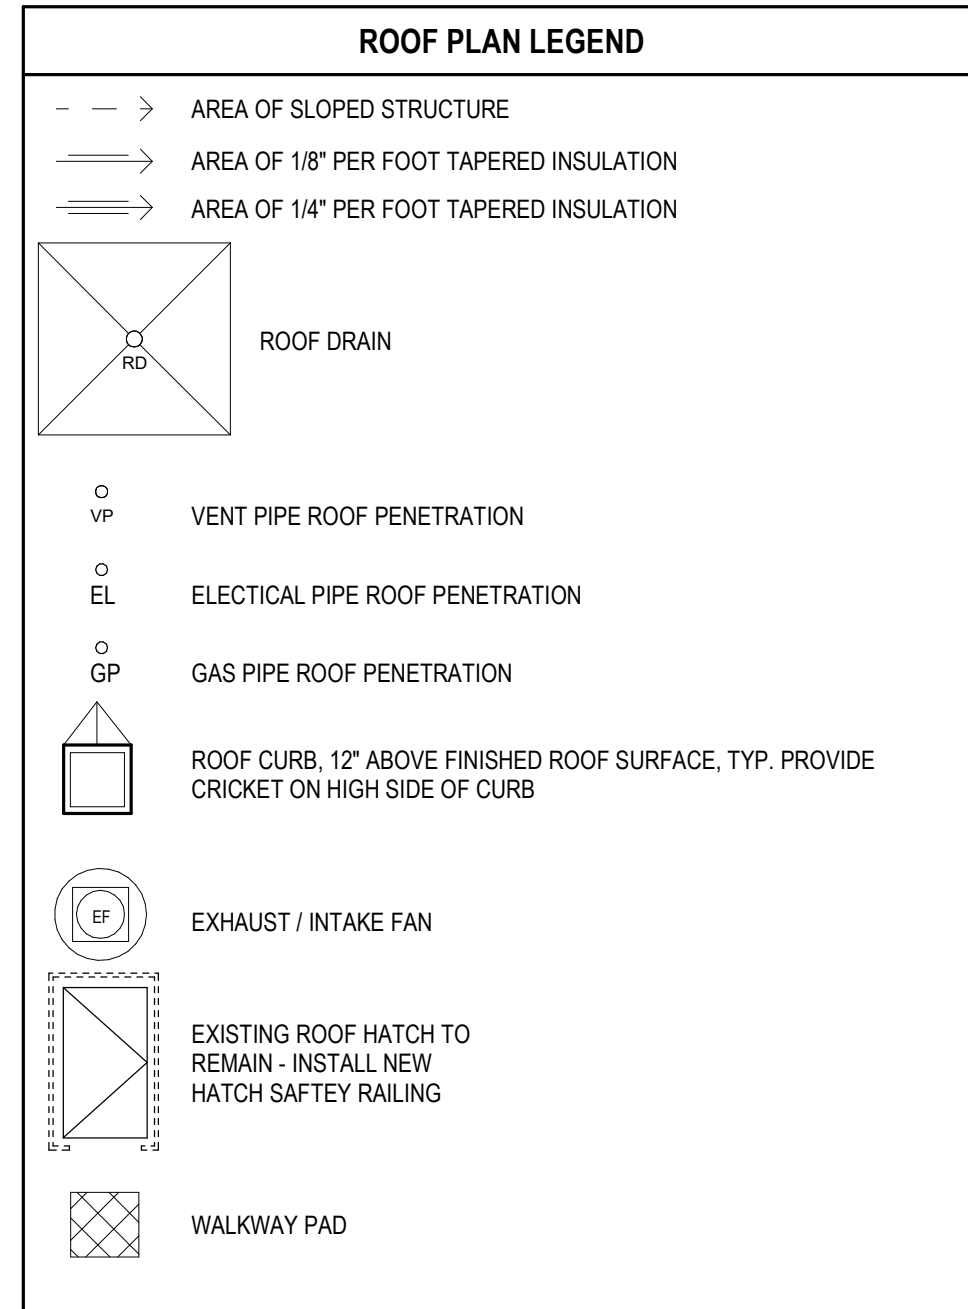 ROOF PLAN LEGEND
AREA OF SLOPED STRUCTURE
AREA OF 1/8" PER FOOT TAPERED INSULATION
AREA OF 1/4" PER FOOT TAPERED INSULATION
RD
ROOF DRAIN
VP
VENT PIPE ROOF PENETRATION
EL
ELECTICAL PIPE ROOF PENETRATION
GP
GAS PIPE ROOF PENETRATION
ROOF CURB, 12" ABOVE FINISHED ROOF SURFACE, TYP. PROVIDE
CRICKET ON HIGH SIDE OF CURB
EF
EXHAUST / INTAKE FAN
EXISTING ROOF HATCH TO
REMAIN - INSTALL NEW
HATCH SAFTEY RAILING
WALKWAY PAD